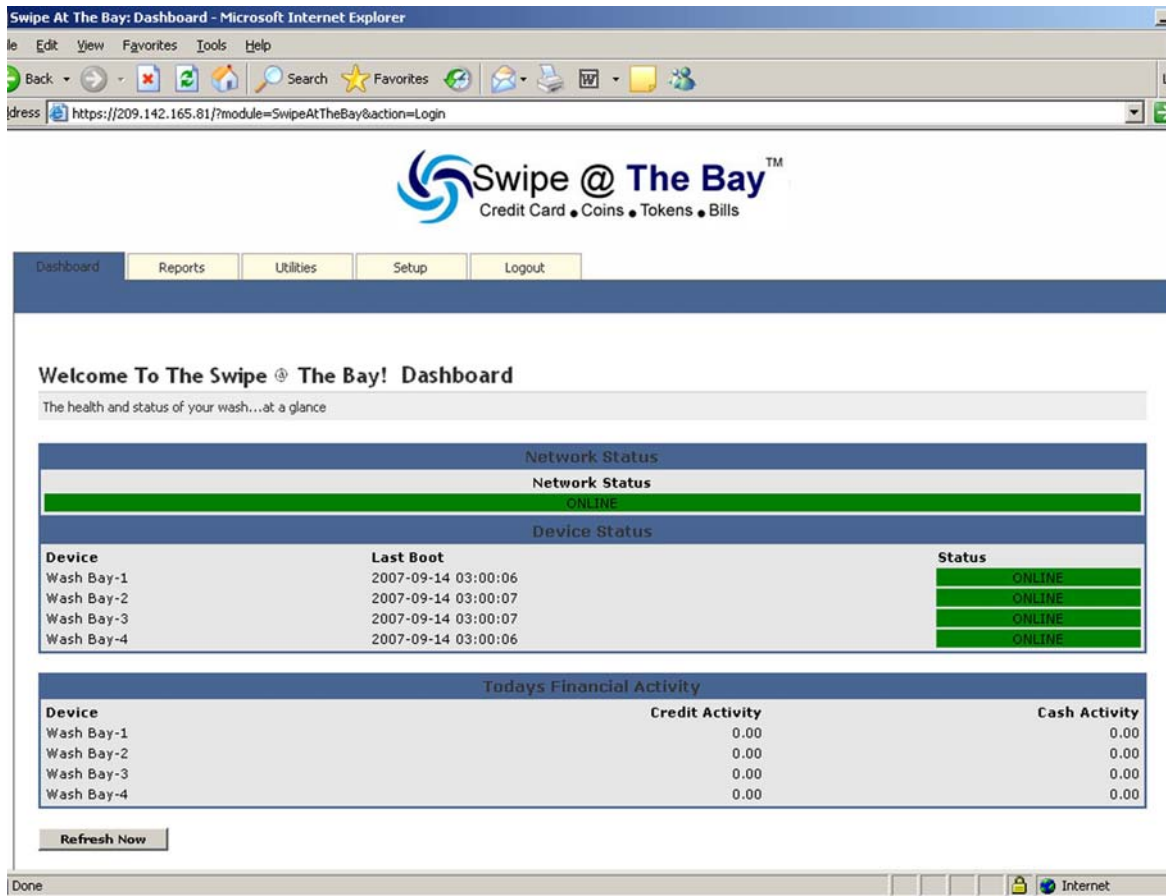 Swipe At The Bay: Dashboard - Microsoft Internet Explorer
le Edit View Favorites Tools Help
Back Search Favorites
dress https://209.142.165.81/?module=SwipeAtTheBay&action=Login
Swipe @ The Bay™
Credit Card • Coins • Tokens • Bills
Dashboard Reports Utilities Setup Logout
Welcome To The Swipe @ The Bay! Dashboard
The health and status of your wash...at a glance
Network Status
Network Status
ONLINE
Device Status
Device Last Boot Status
Wash Bay-1 2007-09-14 03:00:06 ONLINE
Wash Bay-2 2007-09-14 03:00:07 ONLINE
Wash Bay-3 2007-09-14 03:00:07 ONLINE
Wash Bay-4 2007-09-14 03:00:06 ONLINE
Todays Financial Activity
Device Credit Activity Cash Activity
Wash Bay-1 0.00 0.00
Wash Bay-2 0.00 0.00
Wash Bay-3 0.00 0.00
Wash Bay-4 0.00 0.00
Refresh Now
Done Internet